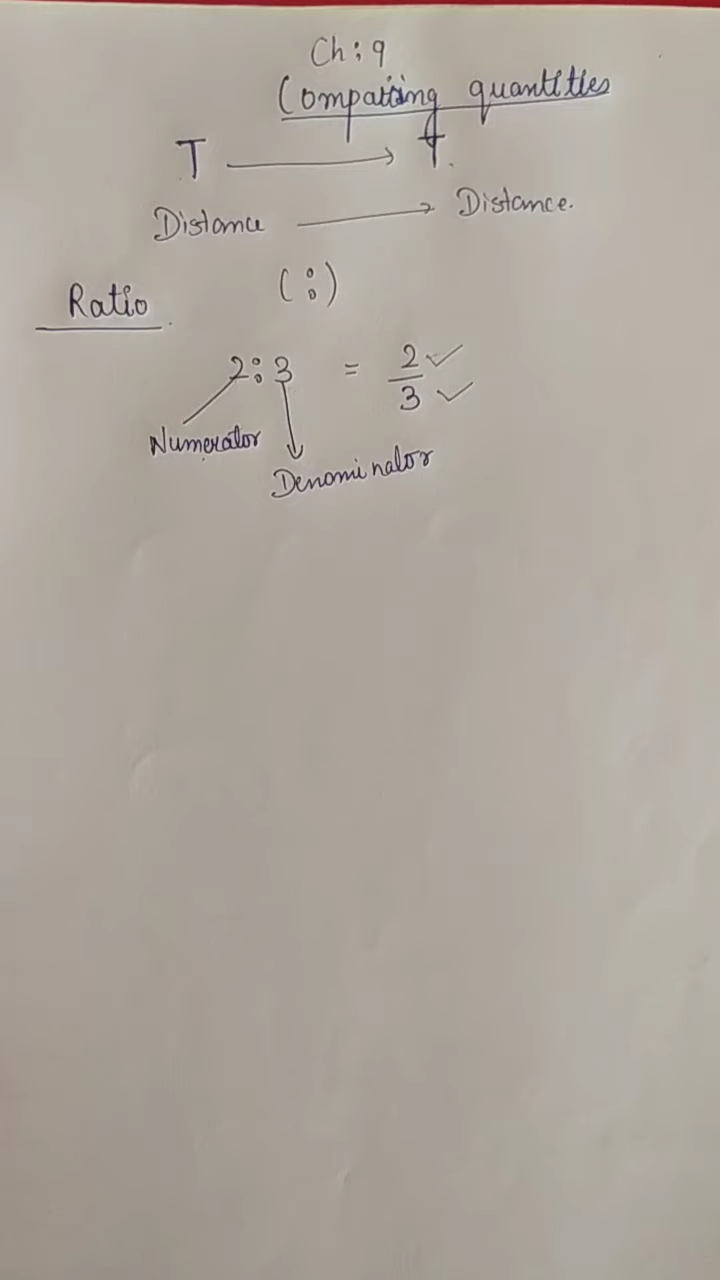 Ch : 9
Comparing quantities
T → T.
Distance → Distance.
Ratio. ( : )
2 : 3 = 2/3
Numerator
Denominator